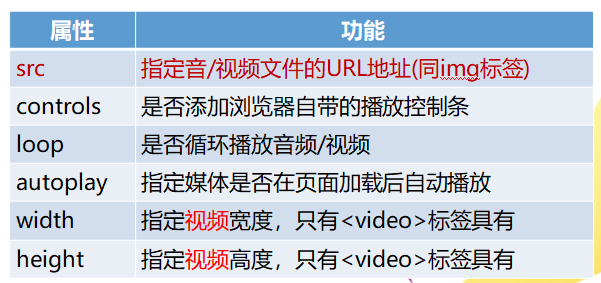 属性 功能
src 指定音/视频文件的URL地址(同img标签)
controls 是否添加浏览器自带的播放控制条
loop 是否循环播放音频/视频
autoplay 指定媒体是否在页面加载后自动播放
width 指定视频宽度，只有<video>标签具有
height 指定视频高度，只有<video>标签具有